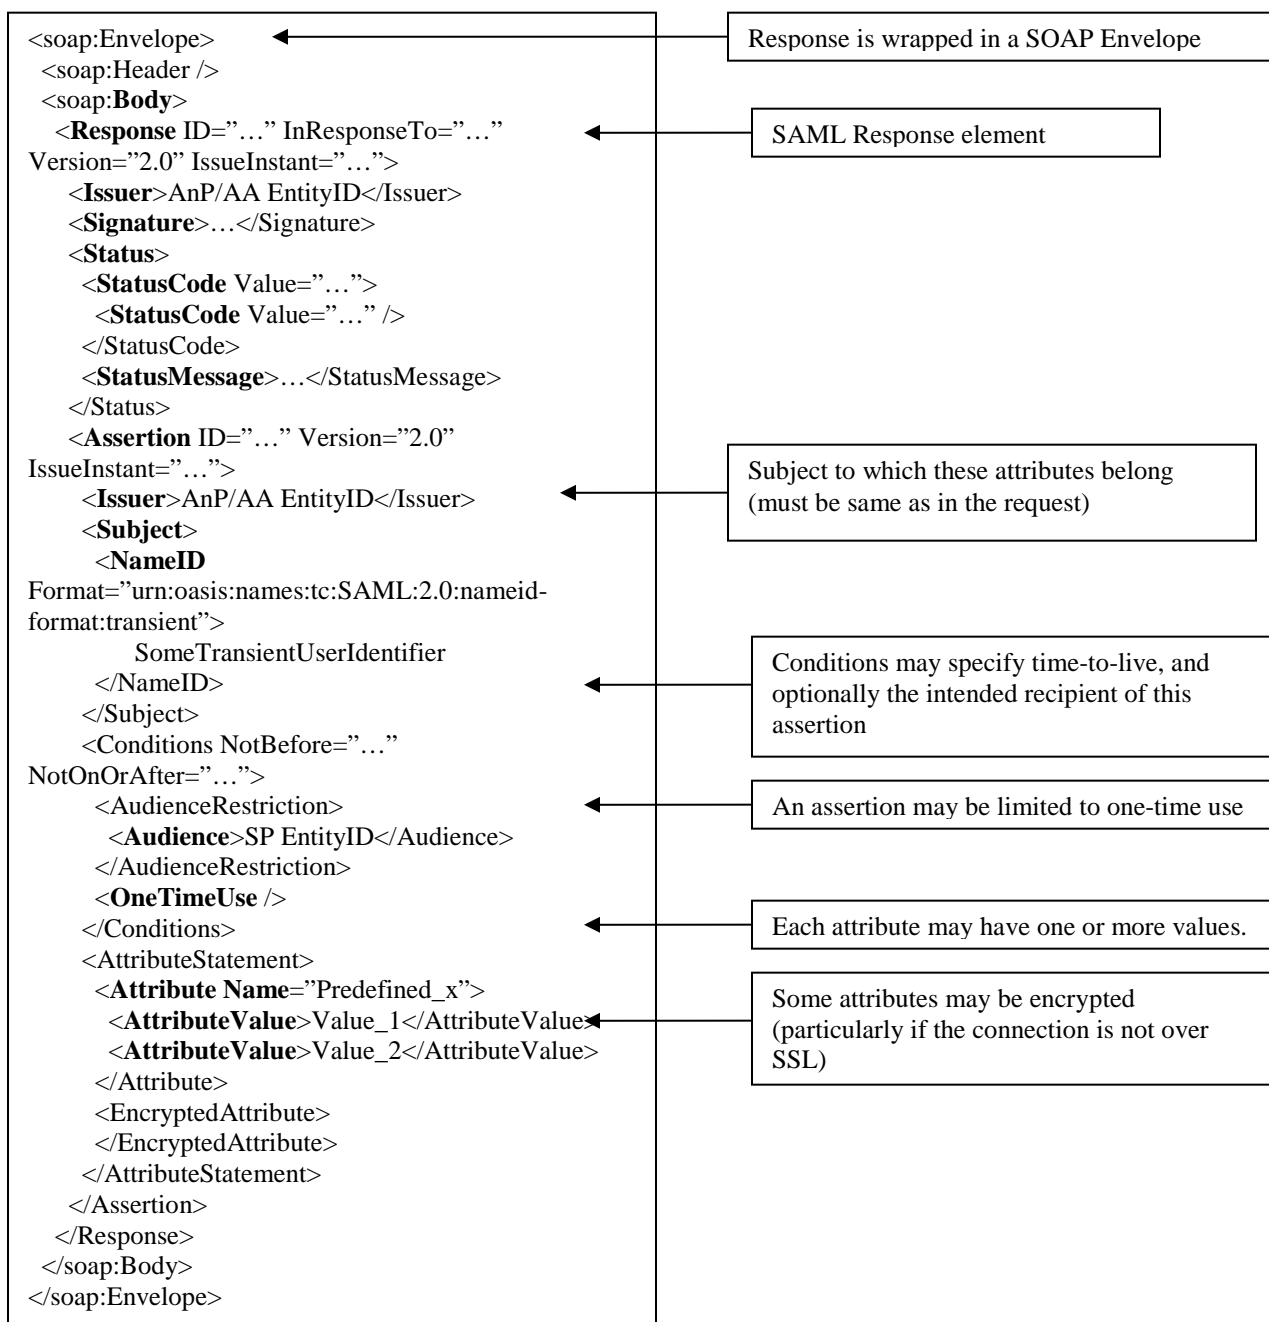 <soap:Envelope>
<soap:Header />
<soap:Body>
<Response ID=”…” InResponseTo=”…”
Version=”2.0” IssueInstant=”…”>
<Issuer>AnP/AA EntityID</Issuer>
<Signature>…</Signature>
<Status>
<StatusCode Value=”…”>
<StatusCode Value=”…” />
</StatusCode>
<StatusMessage>…</StatusMessage>
</Status>
<Assertion ID=”…” Version=”2.0”
IssueInstant=”…”>
<Issuer>AnP/AA EntityID</Issuer>
<Subject>
<NameID
Format=”urn:oasis:names:tc:SAML:2.0:nameid-
format:transient”>
SomeTransientUserIdentifier
</NameID>
</Subject>
<Conditions NotBefore=”…”
NotOnOrAfter=”…”>
<AudienceRestriction>
<Audience>SP EntityID</Audience>
</AudienceRestriction>
<OneTimeUse />
</Conditions>
<AttributeStatement>
<Attribute Name=”Predefined_x”>
<AttributeValue>Value_1</AttributeValue>
<AttributeValue>Value_2</AttributeValue>
</Attribute>
<EncryptedAttribute>
</EncryptedAttribute>
</AttributeStatement>
</Assertion>
</Response>
</soap:Body>
</soap:Envelope>
Response is wrapped in a SOAP Envelope
SAML Response element
Subject to which these attributes belong
(must be same as in the request)
Conditions may specify time-to-live, and
optionally the intended recipient of this
assertion
An assertion may be limited to one-time use
Each attribute may have one or more values.
Some attributes may be encrypted
(particularly if the connection is not over
SSL)